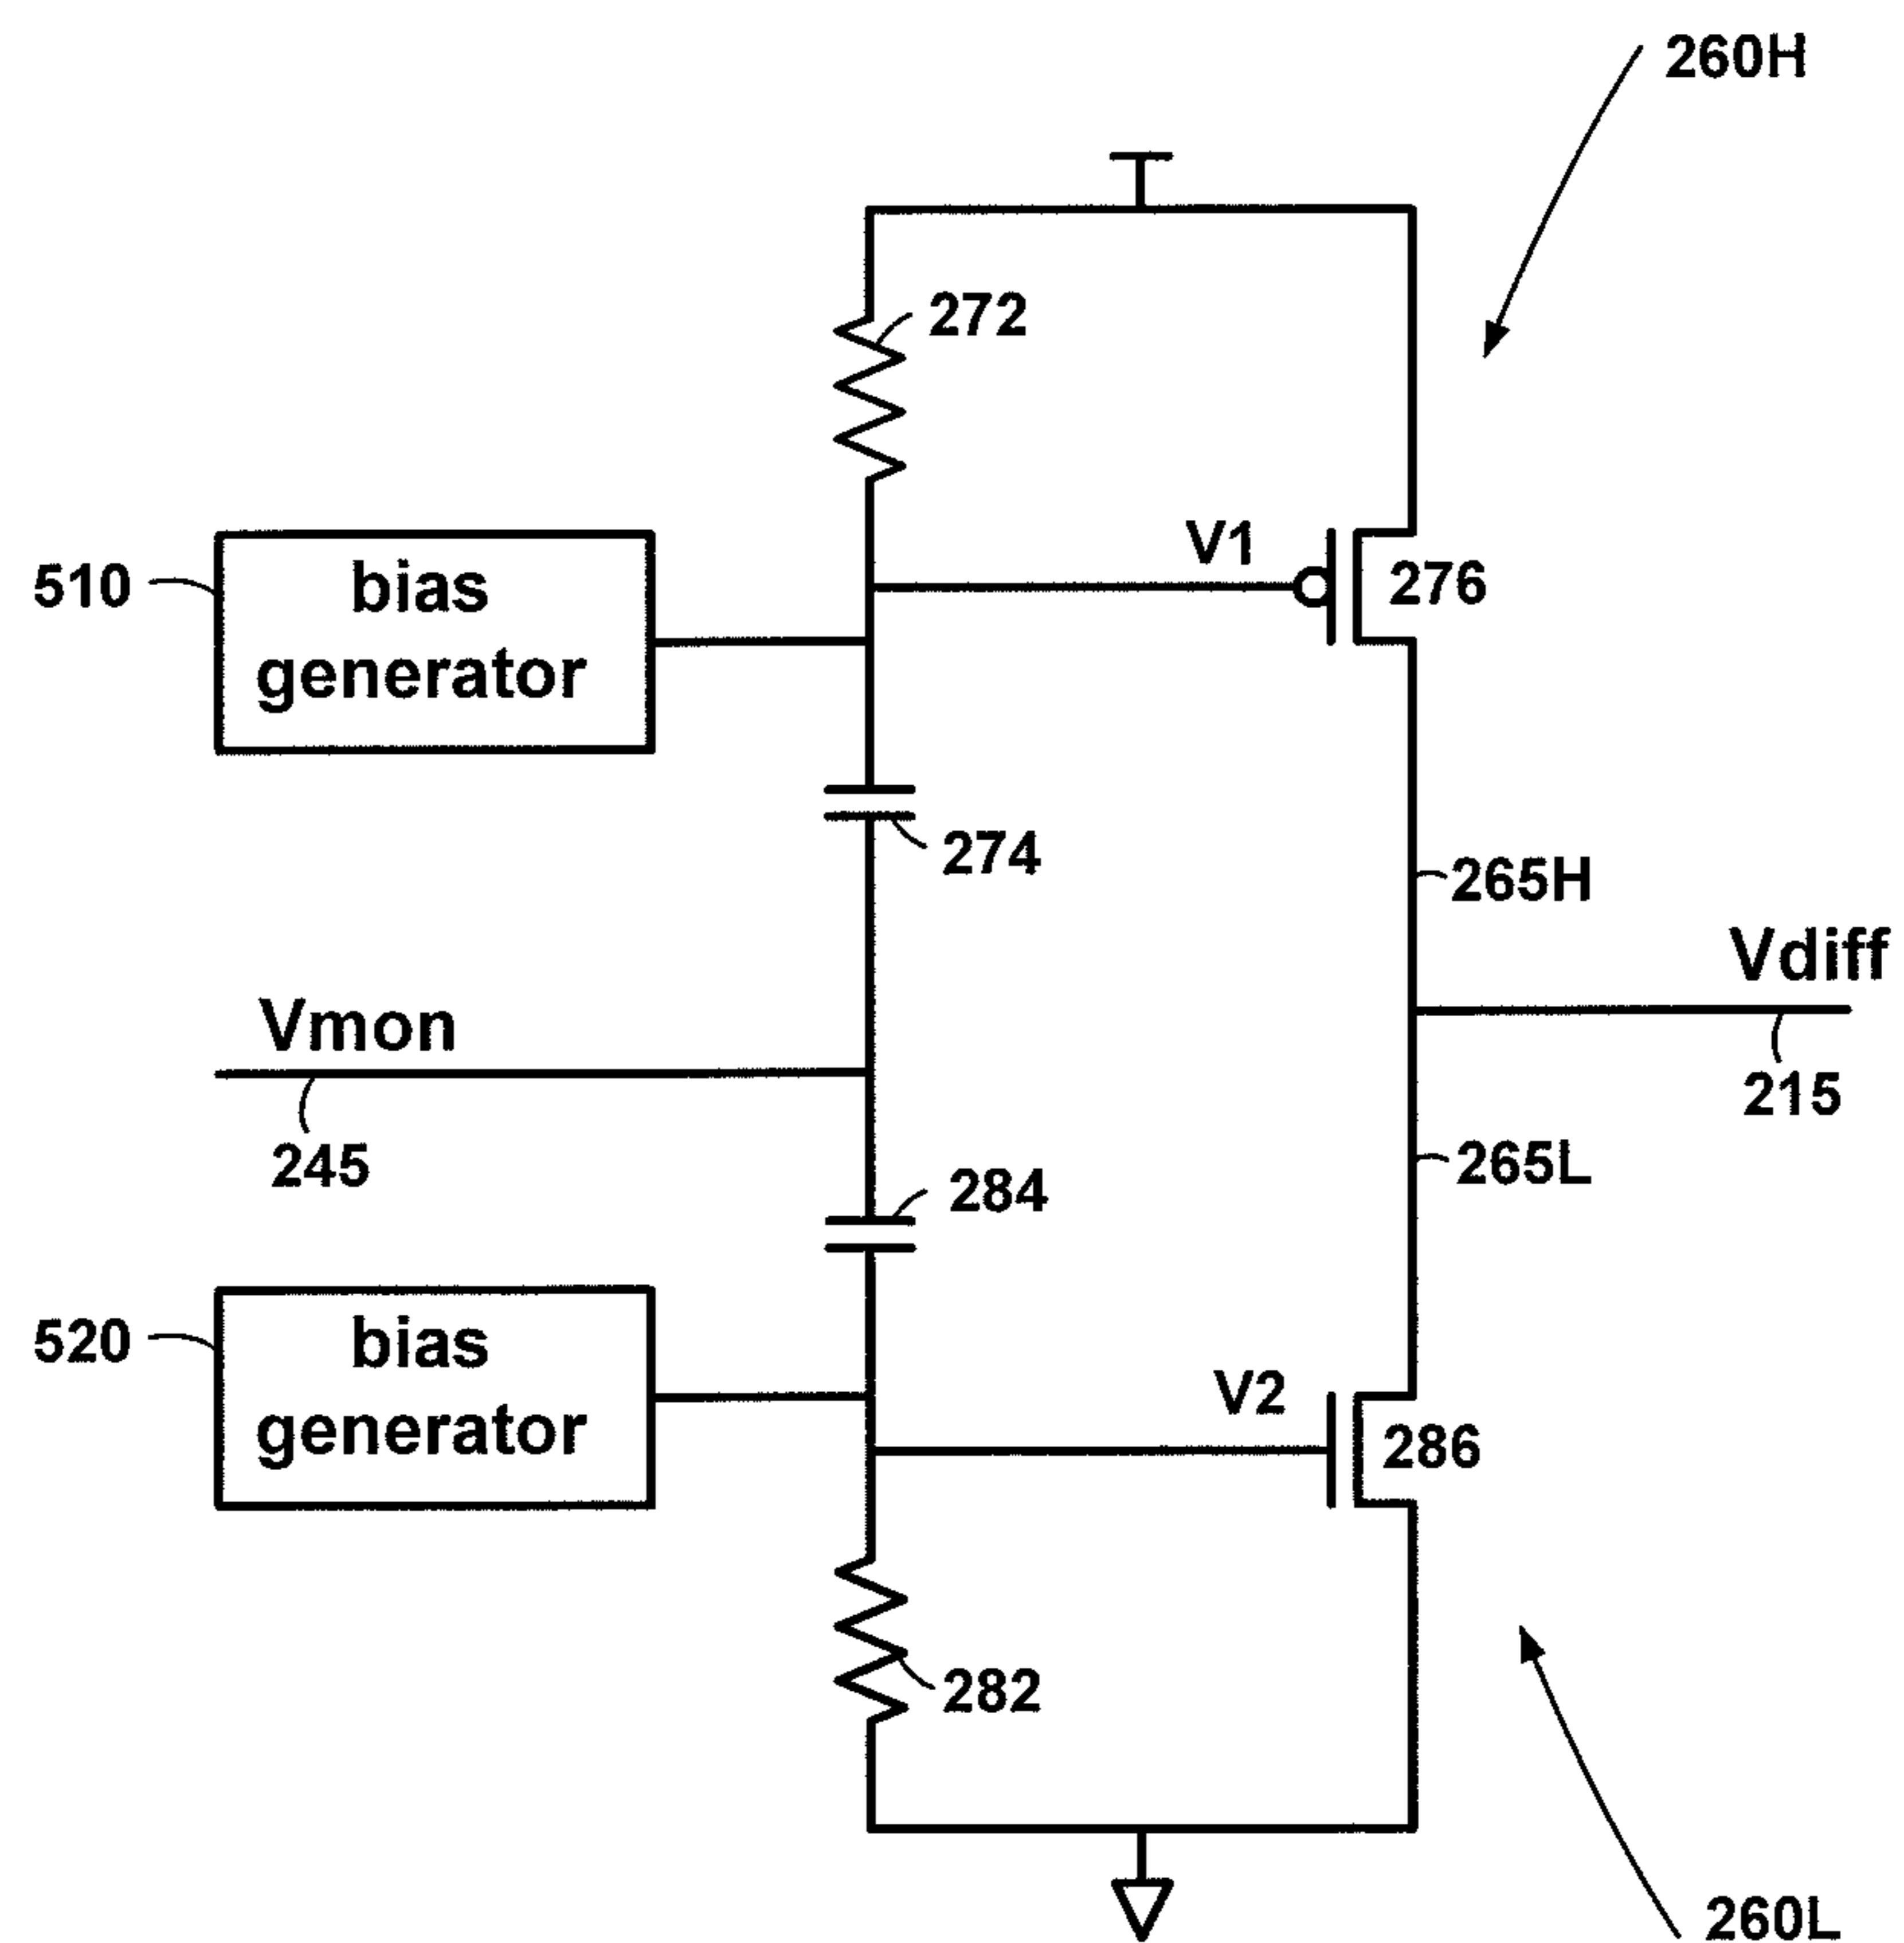 260H
272
V1
510
bias
generator
276
274
265H
Vdiff
Vmon
215
245
265L
284
520
bias
generator
V2
286
282
260L